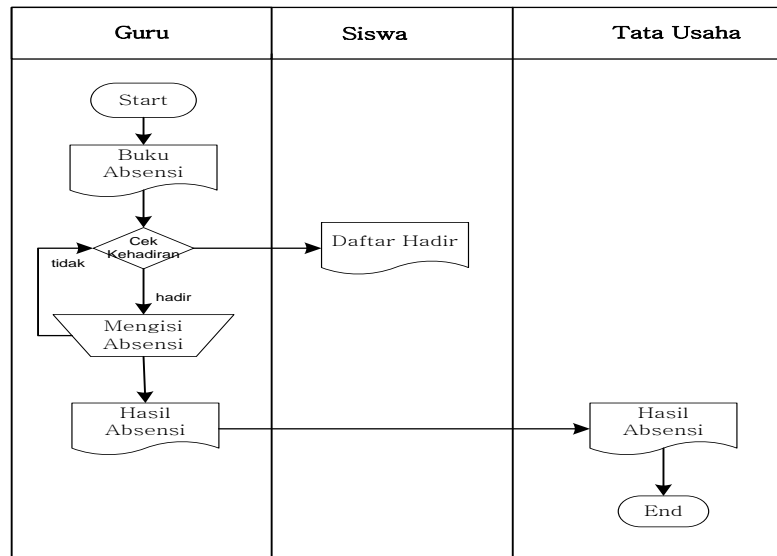 Guru
Siswa
Tata Usaha
Start
Buku
Absensi
Cek
Kehadiran
Daftar Hadir
tidak
hadir
Mengisi
Absensi
Hasil
Absensi
Hasil
Absensi
End